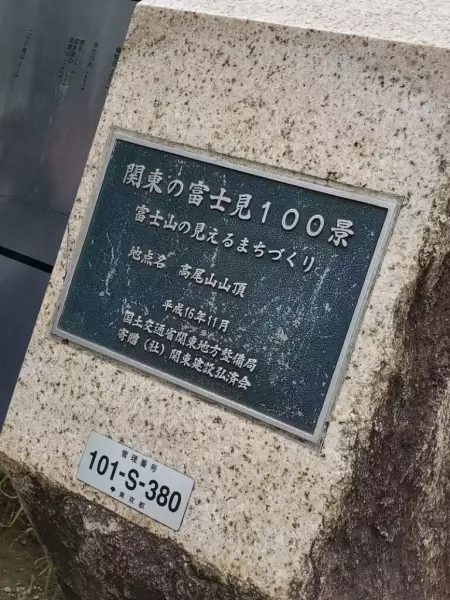 関東の富士見100景
富士山の見えるまちづくり
地点名 高尾山山頂
平成16年11月
国土交通省関東地方整備局
寄贈（社）関東建設弘済会
管理番号
101-S-380
東京都